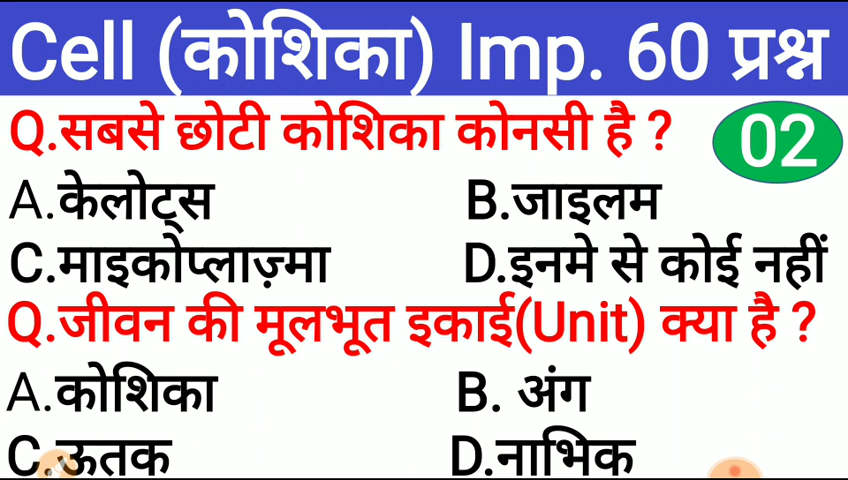 Cell (कोशिका) Imp. 60 प्रश्न
Q.सबसे छोटी कोशिका कोनसी है ?
02
A.केलोट्स
B.जाइलम
C.माइकोप्लाज़्मा
D.इनमे से कोई नहीं
Q.जीवन की मूलभूत इकाई(Unit) क्या है ?
A.कोशिका
B. अंग
C.ऊतक
D.नाभिक